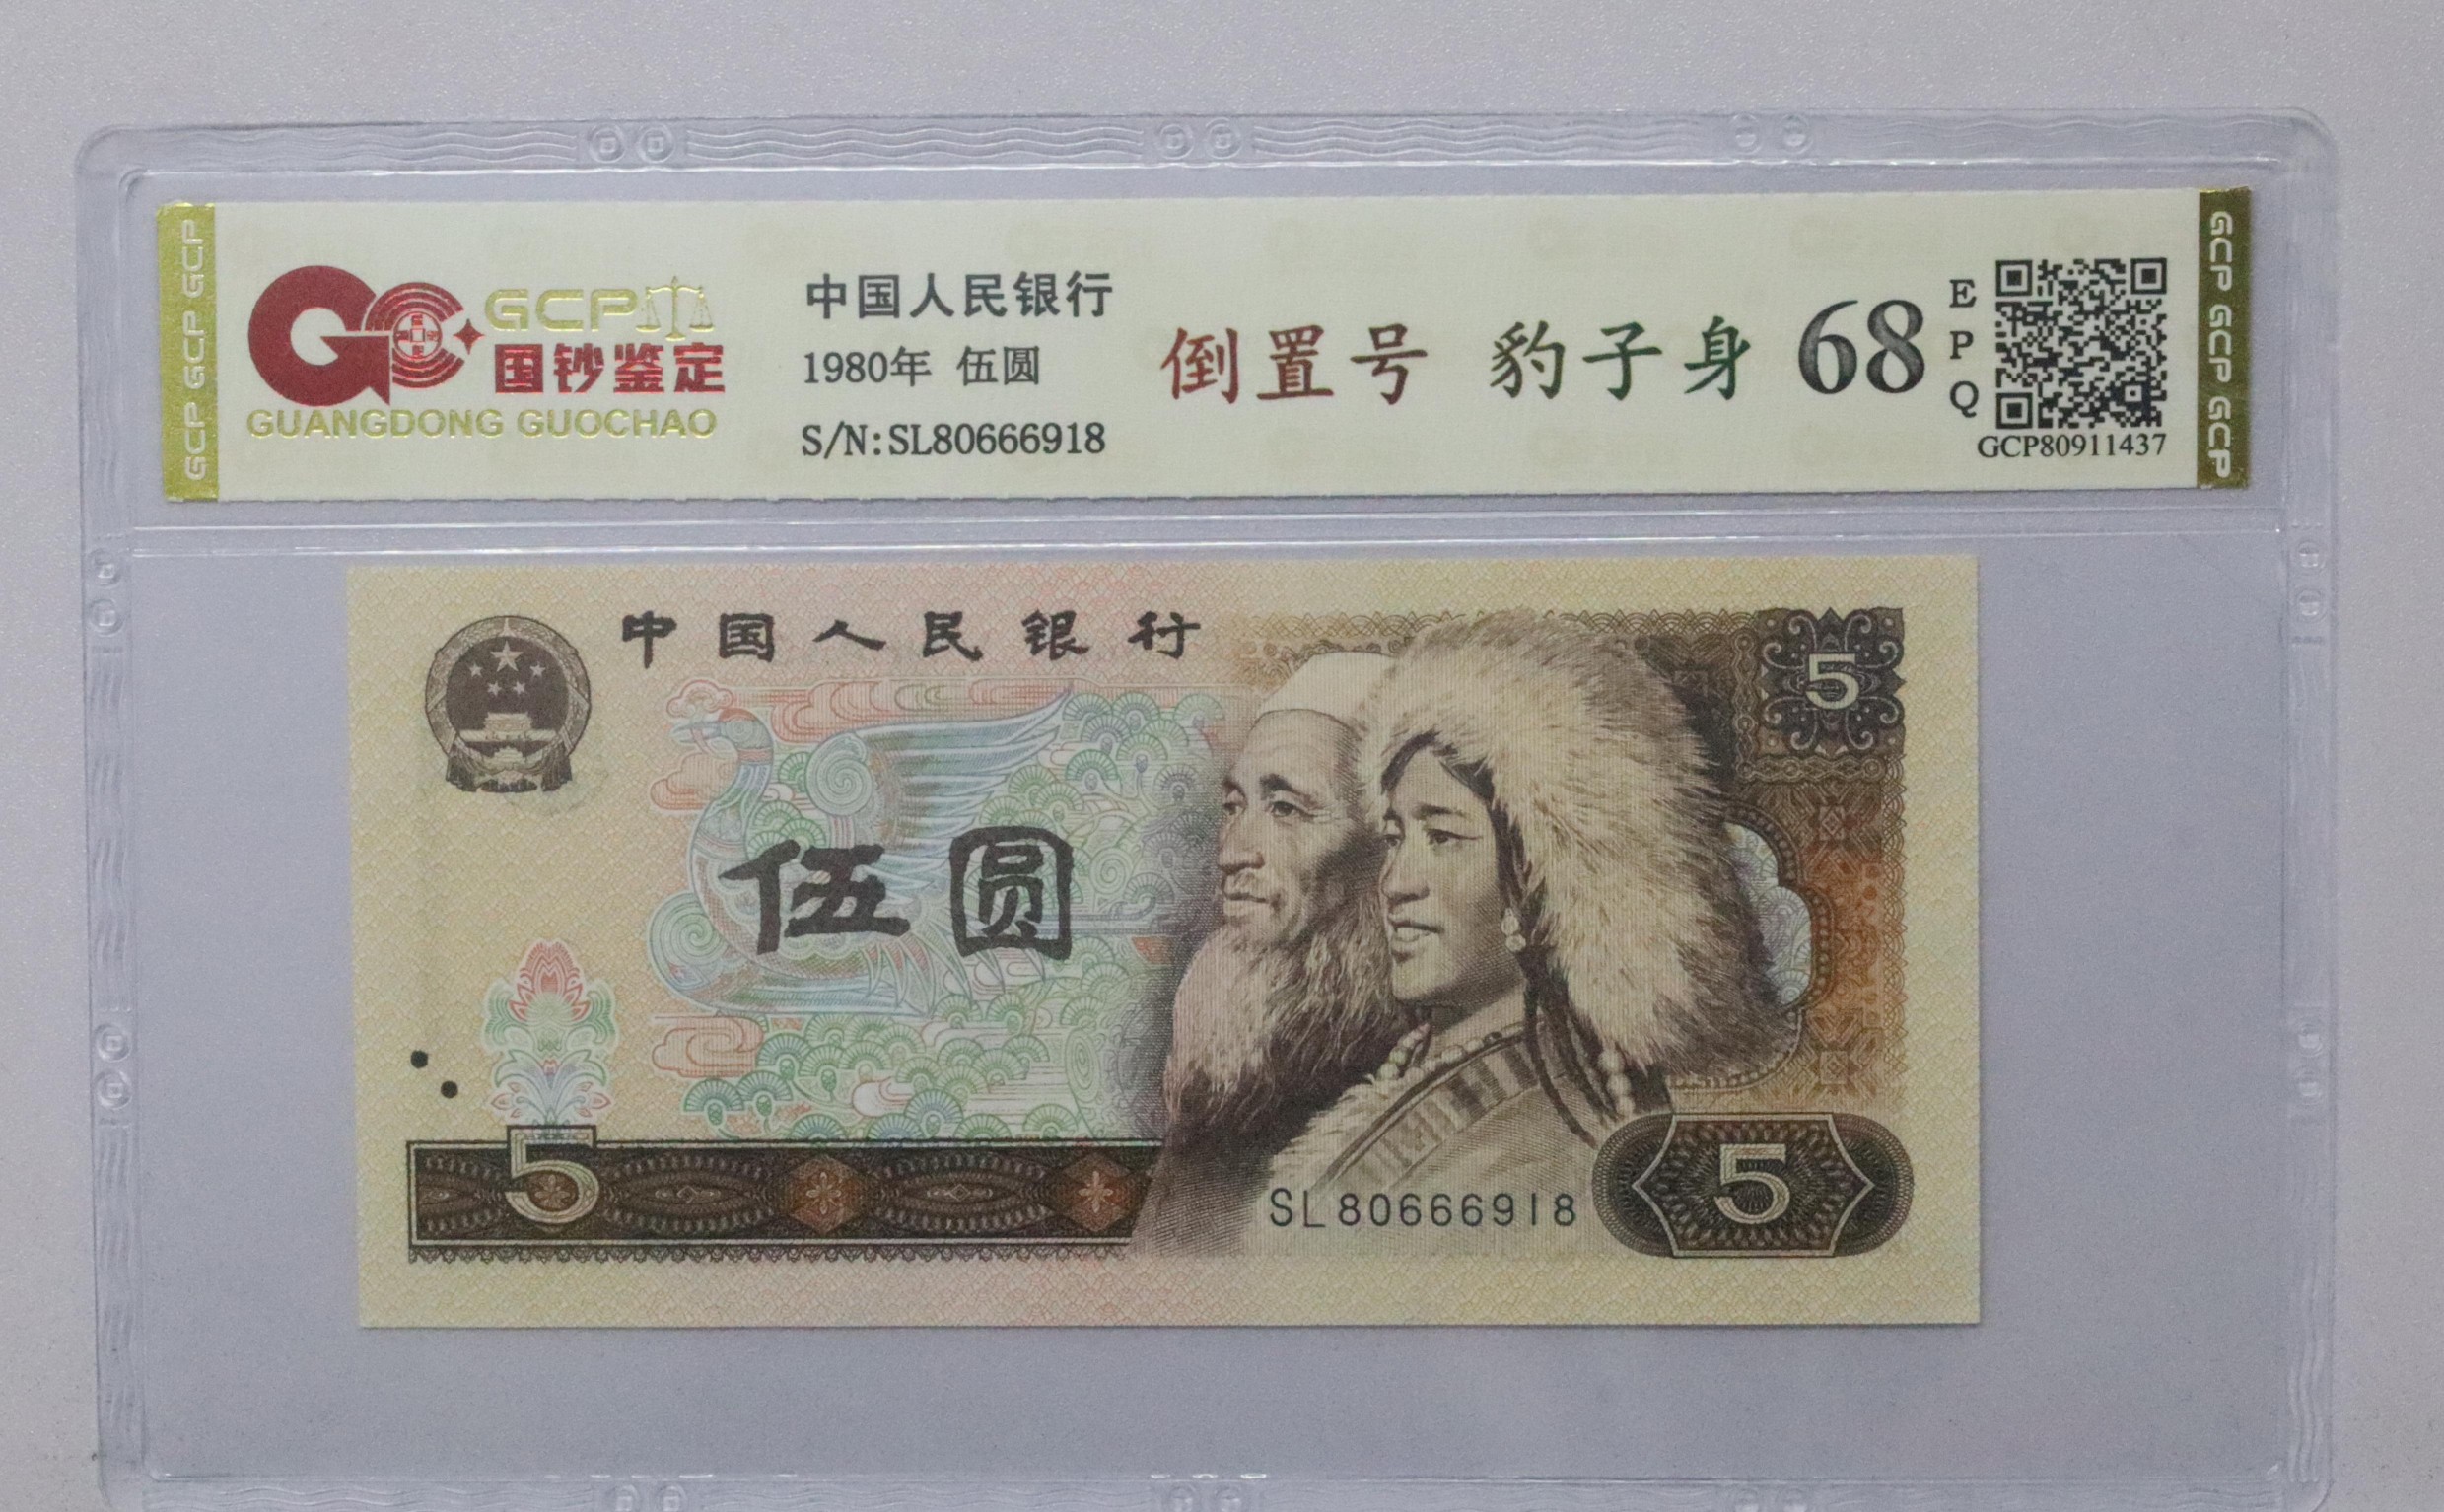 GCP GCP GCP
GCP
国钞鉴定
GUANGDONG GUOCHAO
中国人民银行
1980年 伍圆
S/N:SL80666918
倒置号 豹子身
68
E
P
Q
GCP80911437
GCP GCP GCP
中国人民银行
5
伍圆
5
SL80666918
5